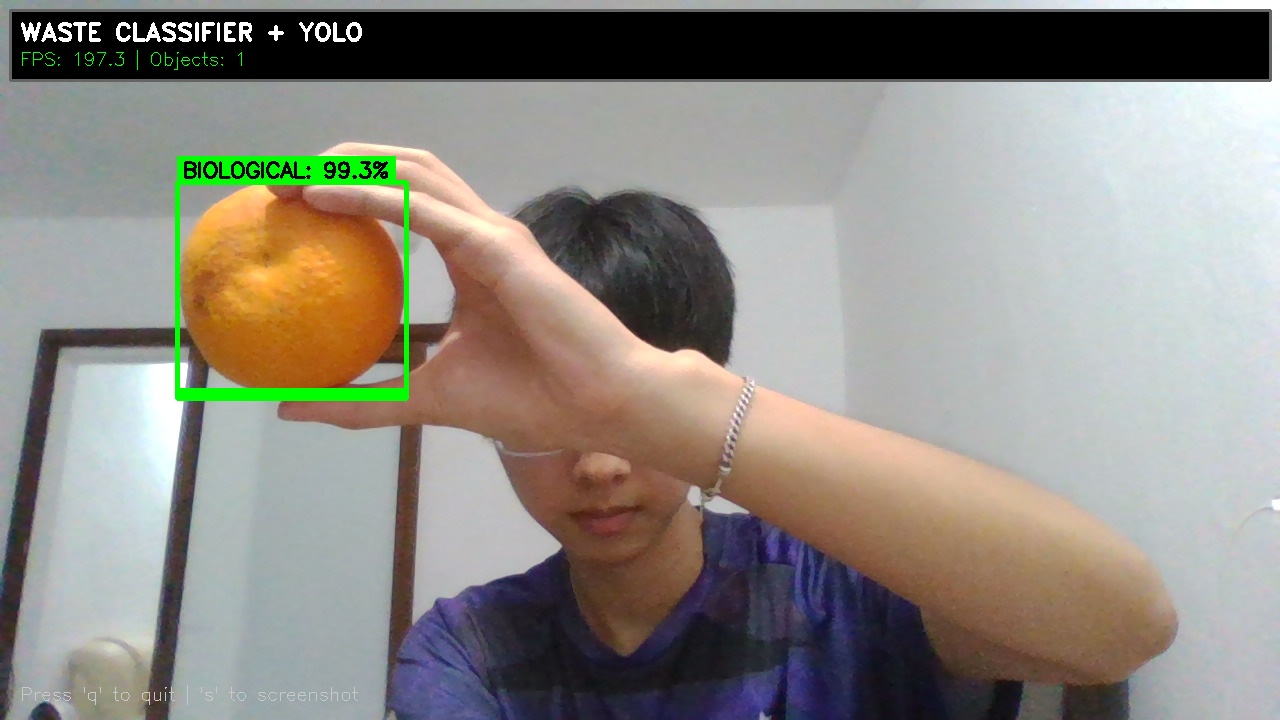 WASTE CLASSIFIER + YOLO
FPS: 197.3 | Objects: 1
BIOLOGICAL: 99.3%
Press 'q' to quit | 's' to screenshot